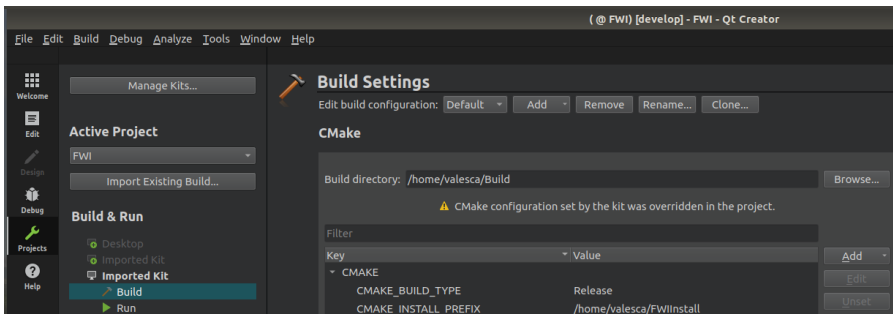 ( @ FWI) [develop] - FWI - Qt Creator
File Edit Build Debug Analyze Tools Window Help
Welcome
Edit
Design
Debug
Projects
Help
Manage Kits...
Active Project
FWI
Import Existing Build...
Build & Run
Desktop
Imported Kit
Imported Kit
Build
Run
Build Settings
Edit build configuration: Default Add Remove Rename... Clone...
CMake
Build directory: /home/valesca/Build Browse...
CMake configuration set by the kit was overridden in the project.
Filter
Key Value Add
CMAKE Edit
CMAKE_BUILD_TYPE Release Unset
CMAKE_INSTALL_PREFIX /home/valesca/FWIInstall